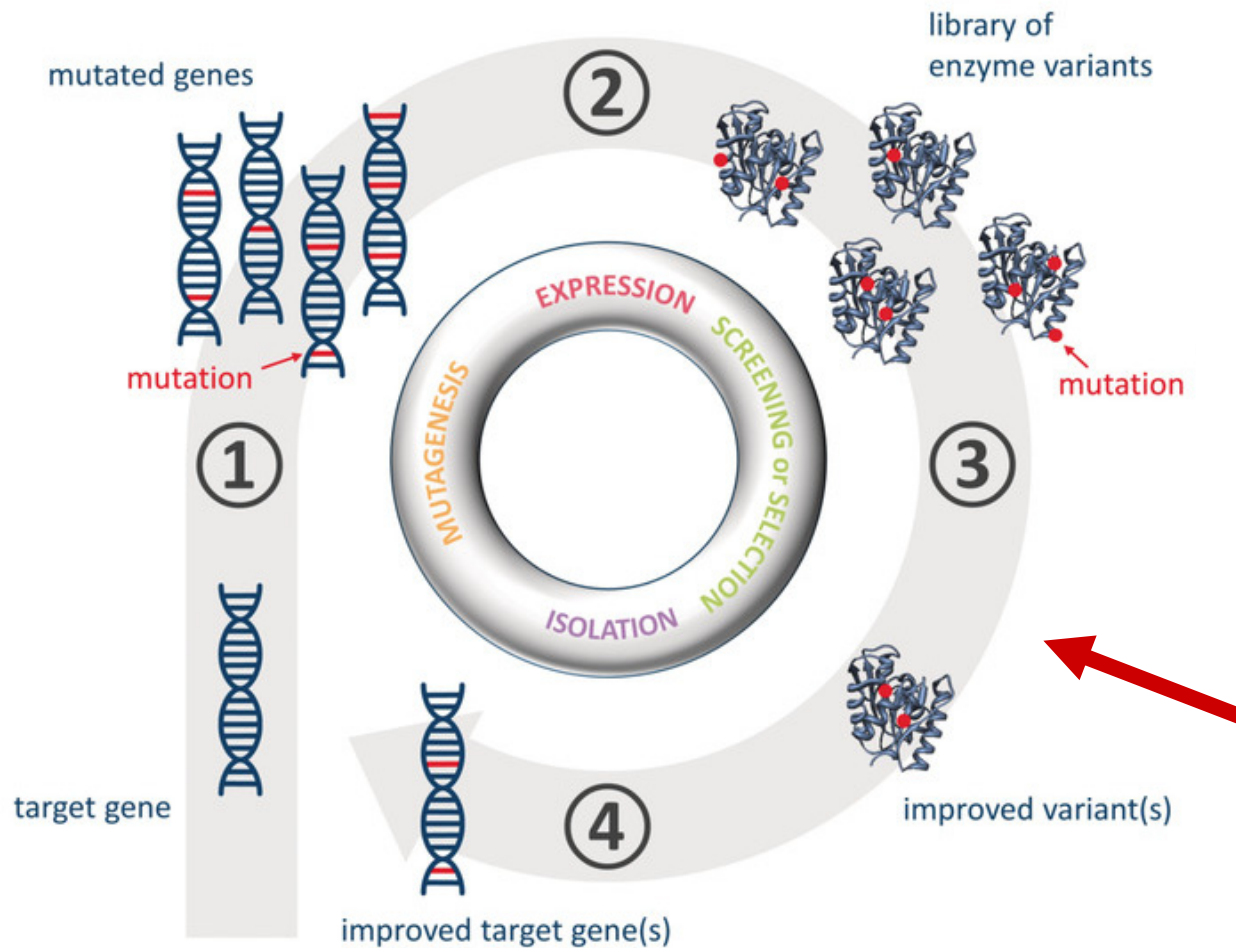 library of
enzyme variants
mutated genes
2
EXPRESSION
SCREENING or SELECTION
mutation
MUTAGENESIS
mutation
1
3
ISOLATION
target gene
improved variant(s)
4
improved target gene(s)